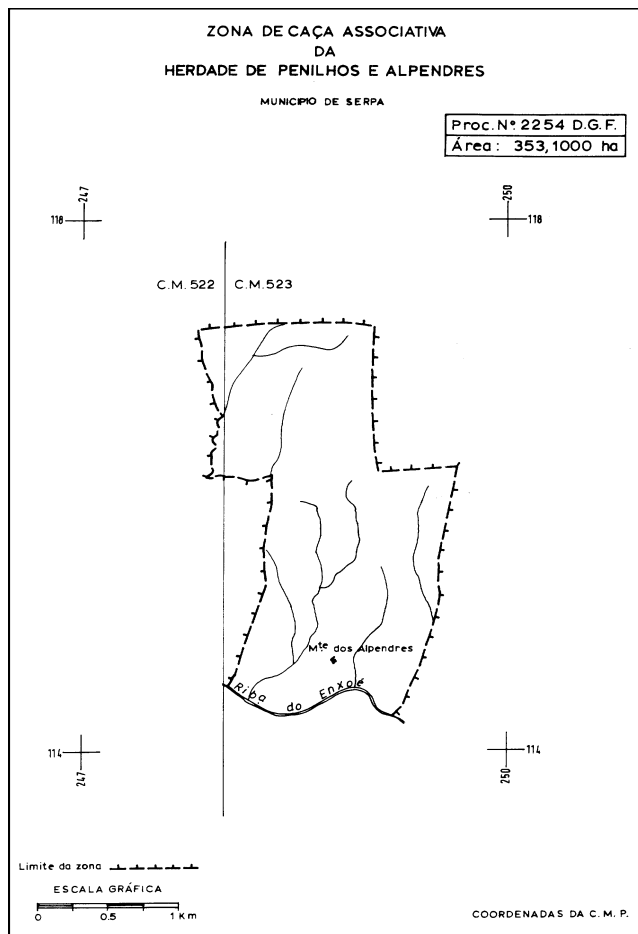 ZONA DE CAÇA ASSOCIATIVA
DA
HERDADE DE PENILHOS E ALPENDRES
MUNICIPIO DE SERPA
Proc. Nº 2254 D.G.F.
Área: 353,1000 ha
247
118
250
118
C.M. 522
C.M. 523
Mte dos Alpendres
Ribª do Enxoé
114
247
114
250
Limite da zona
ESCALA GRÁFICA
0 0.5 1 Km
COORDENADAS DA C.M.P.